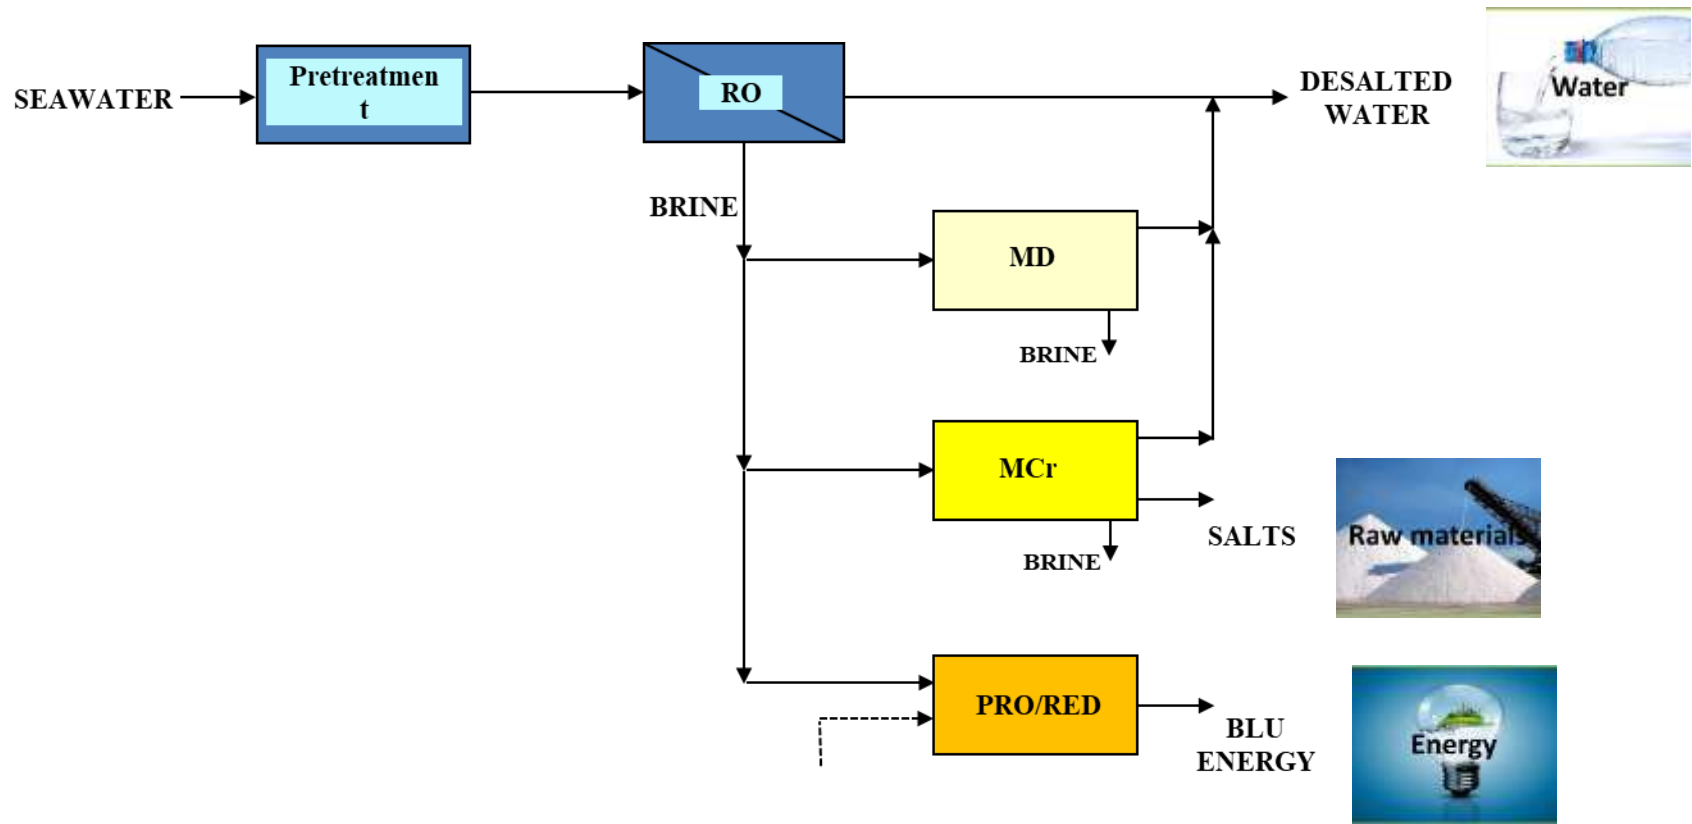 SEAWATER
Pretreatmen
t
RO
DESALTED
WATER
Water
BRINE
MD
BRINE
MCr
BRINE
SALTS
Raw materials
PRO/RED
BLU
ENERGY
Energy